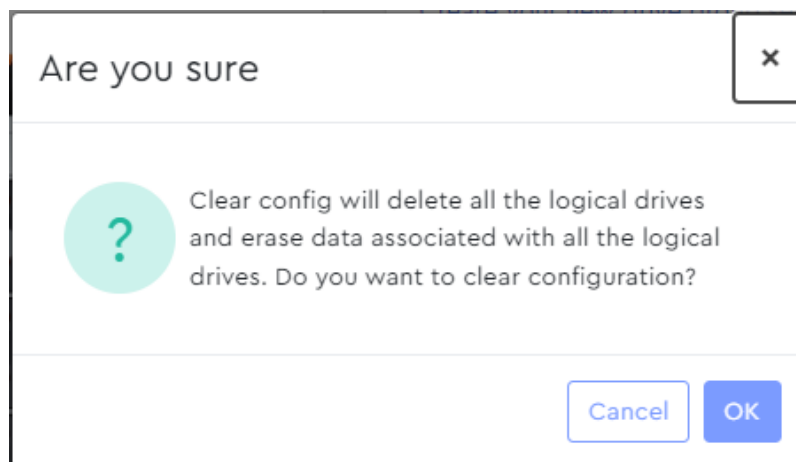 Are you sure
×
?
Clear config will delete all the logical drives
and erase data associated with all the logical
drives. Do you want to clear configuration?
Cancel
OK